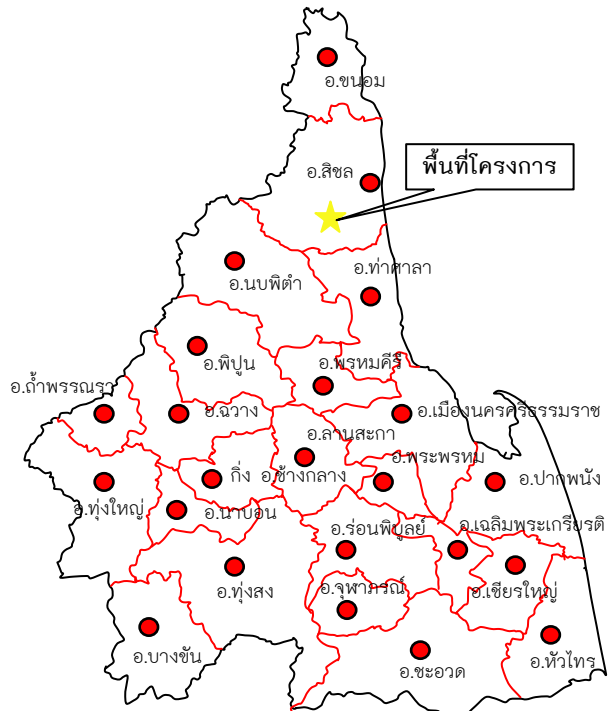 อ.ขนอม
อ.สิชล
พื้นที่โครงการ
อ.นบพิตำ
อ.ท่าศาลา
อ.พิปูน
อ.พรหมคีรี
อ.ถ้ำพรรณรา
อ.ฉวาง
อ.เมืองนครศรีธรรมราช
อ.ลานสะกา
กิ่ง อ.ช้างกลาง
อ.พระพรหม
อ.ปากพนัง
อ.ทุ่งใหญ่
อ.นาบอน
อ.ร่อนพิบูลย์
อ.เฉลิมพระเกรียรติ
อ.ทุ่งสง
อ.จุฬาภรณ์
อ.เชียรใหญ่
อ.บางขัน
อ.ชะอวด
อ.หัวไทร